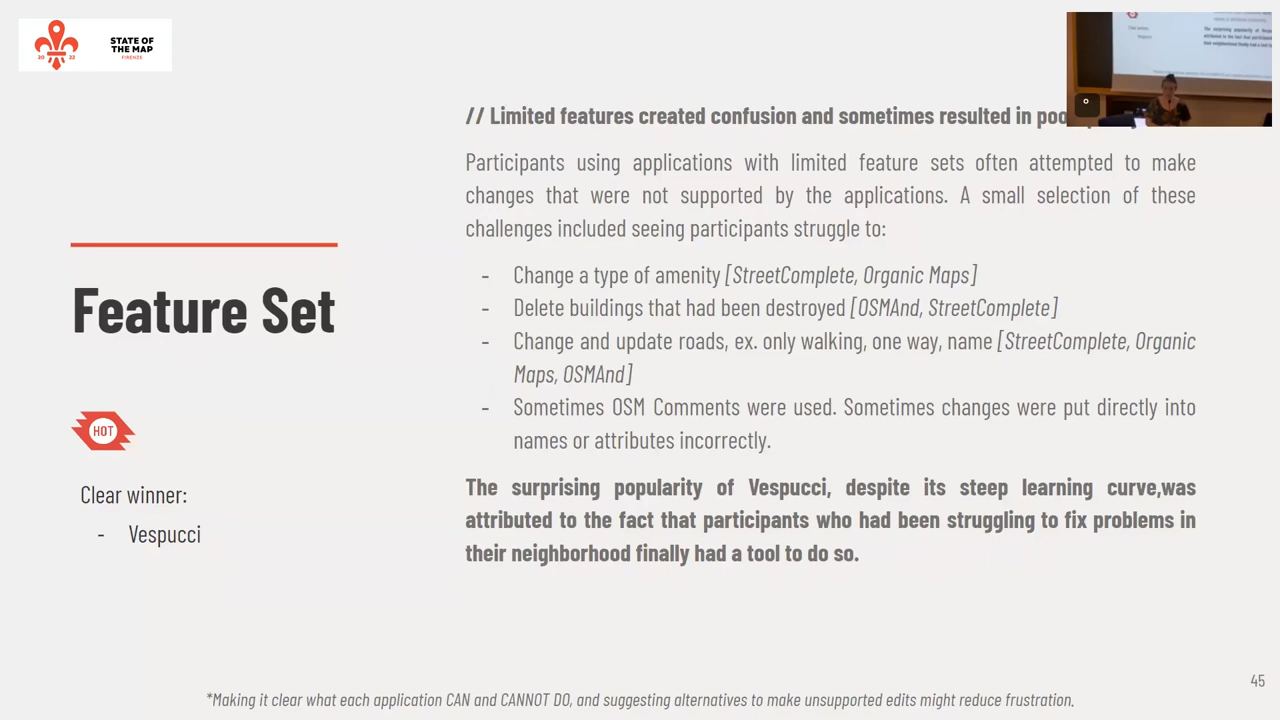 STATE OF
THE MAP
20 22
FIRENZE
// Limited features created confusion and sometimes resulted in
Participants using applications with limited feature sets often attempted to make
changes that were not supported by the applications. A small selection of these
challenges included seeing participants struggle to:
- Change a type of amenity [StreetComplete, Organic Maps]
- Delete buildings that had been destroyed [OSMAnd, StreetComplete]
- Change and update roads, ex. only walking, one way, name [StreetComplete, Organic
Maps, OSMAnd]
- Sometimes OSM Comments were used. Sometimes changes were put directly into
names or attributes incorrectly.
The surprising popularity of Vespucci, despite its steep learning curve,was
attributed to the fact that participants who had been struggling to fix problems in
their neighborhood finally had a tool to do so.
Feature Set
HOT
Clear winner:
- Vespucci
45
*Making it clear what each application CAN and CANNOT DO, and suggesting alternatives to make unsupported edits might reduce frustration.